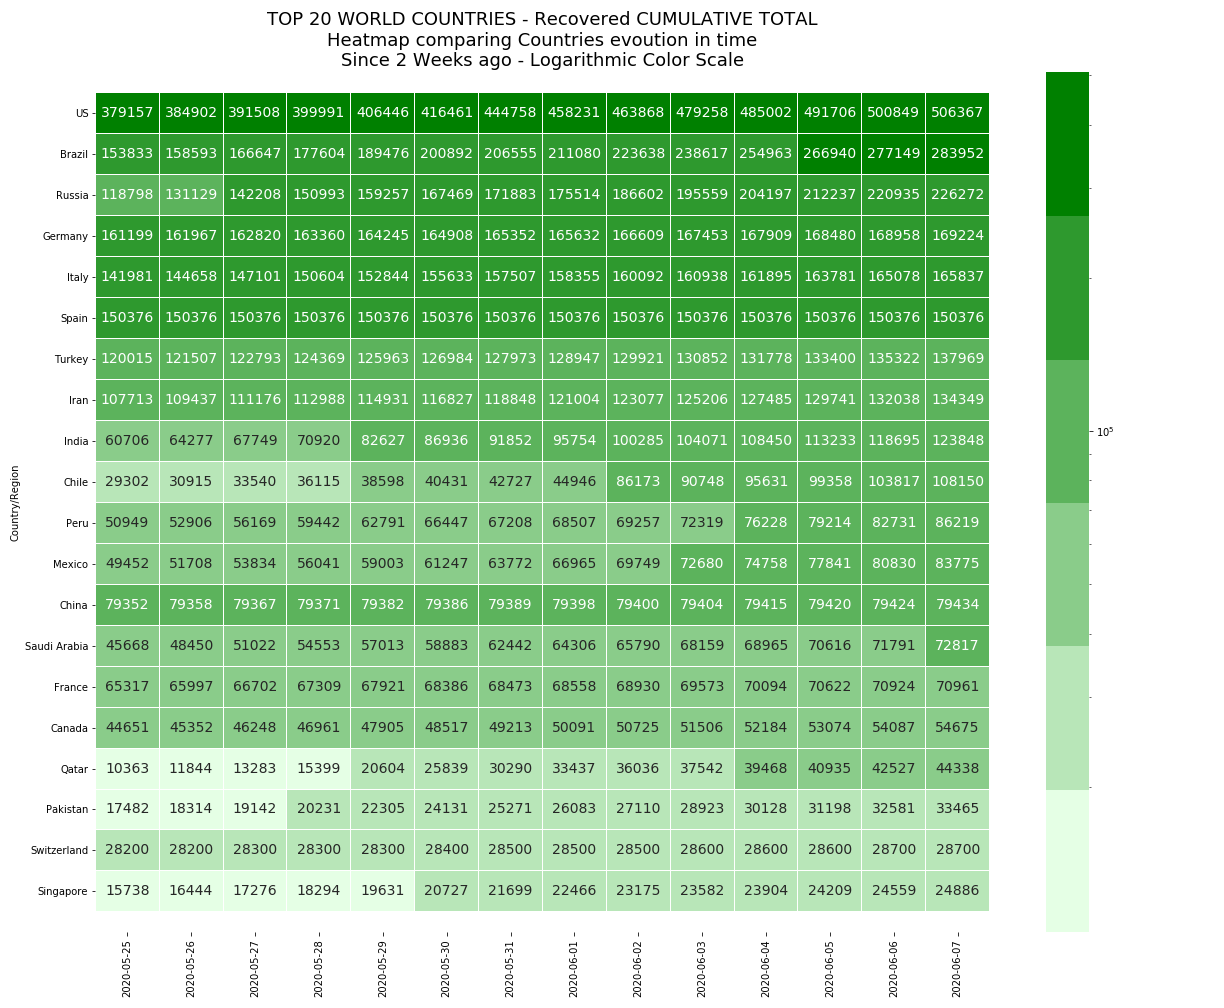 TOP 20 WORLD COUNTRIES - Recovered CUMULATIVE TOTAL
Heatmap comparing Countries evoution in time
Since 2 Weeks ago - Logarithmic Color Scale
US 379157 384902 391508 399991 406446 416461 444758 458231 463868 479258 485002 491706 500849 506367
Brazil 153833 158593 166647 177604 189476 200892 206555 211080 223638 238617 254963 266940 277149 283952
Russia 118798 131129 142208 150993 159257 167469 171883 175514 186602 195559 204197 212237 220935 226272
Germany 161199 161967 162820 163360 164245 164908 165352 165632 166609 167453 167909 168480 168958 169224
Italy 141981 144658 147101 150604 152844 155633 157507 158355 160092 160938 161895 163781 165078 165837
Spain 150376 150376 150376 150376 150376 150376 150376 150376 150376 150376 150376 150376 150376 150376
Turkey 120015 121507 122793 124369 125963 126984 127973 128947 129921 130852 131778 133400 135322 137969
Iran 107713 109437 111176 112988 114931 116827 118848 121004 123077 125206 127485 129741 132038 134349
India 60706 64277 67749 70920 82627 86936 91852 95754 100285 104071 108450 113233 118695 123848
Chile 29302 30915 33540 36115 38598 40431 42727 44946 86173 90748 95631 99358 103817 108150
Peru 50949 52906 56169 59442 62791 66447 67208 68507 69257 72319 76228 79214 82731 86219
Mexico 49452 51708 53834 56041 59003 61247 63772 66965 69749 72680 74758 77841 80830 83775
China 79352 79358 79367 79371 79382 79386 79389 79398 79400 79404 79415 79420 79424 79434
Saudi Arabia 45668 48450 51022 54553 57013 58883 62442 64306 65790 68159 68965 70616 71791 72817
France 65317 65997 66702 67309 67921 68386 68473 68558 68930 69573 70094 70622 70924 70961
Canada 44651 45352 46248 46961 47905 48517 49213 50091 50725 51506 52184 53074 54087 54675
Qatar 10363 11844 13283 15399 20604 25839 30290 33437 36036 37542 39468 40935 42527 44338
Pakistan 17482 18314 19142 20231 22305 24131 25271 26083 27110 28923 30128 31198 32581 33465
Switzerland 28200 28200 28300 28300 28300 28400 28500 28500 28500 28600 28600 28600 28700 28700
Singapore 15738 16444 17276 18294 19631 20727 21699 22466 23175 23582 23904 24209 24559 24886
2020-05-25 2020-05-26 2020-05-27 2020-05-28 2020-05-29 2020-05-30 2020-05-31 2020-06-01 2020-06-02 2020-06-03 2020-06-04 2020-06-05 2020-06-06 2020-06-07
Country/Region
10⁵